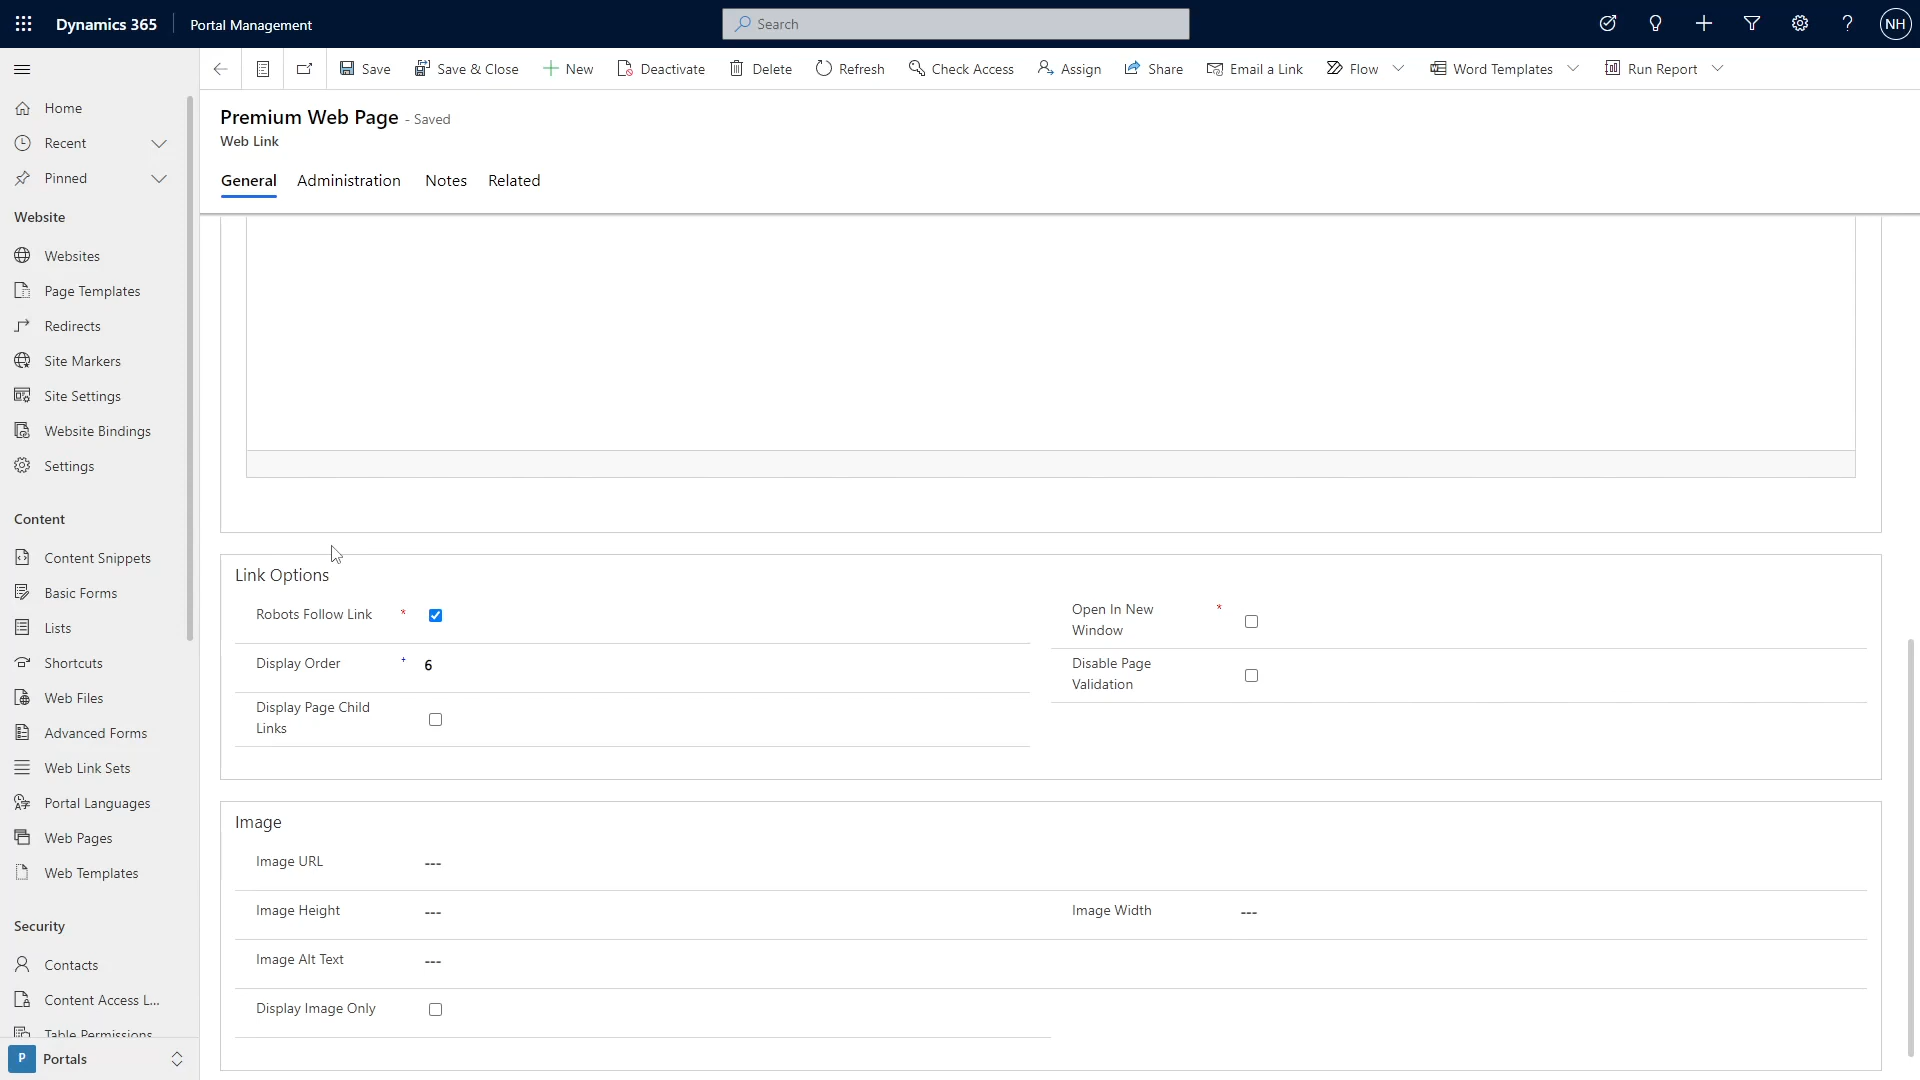 Dynamics 365
Portal Management
Search
NH
Save
Save & Close
New
Deactivate
Delete
Refresh
Check Access
Assign
Share
Email a Link
Flow
Word Templates
Run Report
Home
Recent
Pinned
Website
Websites
Page Templates
Redirects
Site Markers
Site Settings
Website Bindings
Settings
Content
Content Snippets
Basic Forms
Lists
Shortcuts
Web Files
Advanced Forms
Web Link Sets
Portal Languages
Web Pages
Web Templates
Security
Contacts
Content Access L...
Table Permissions
P Portals
Premium Web Page - Saved
Web Link
General
Administration
Notes
Related
Link Options
Robots Follow Link *
Display Order + 6
Display Page Child
Links
Open In New *
Window
Disable Page
Validation
Image
Image URL ---
Image Height ---
Image Width ---
Image Alt Text ---
Display Image Only